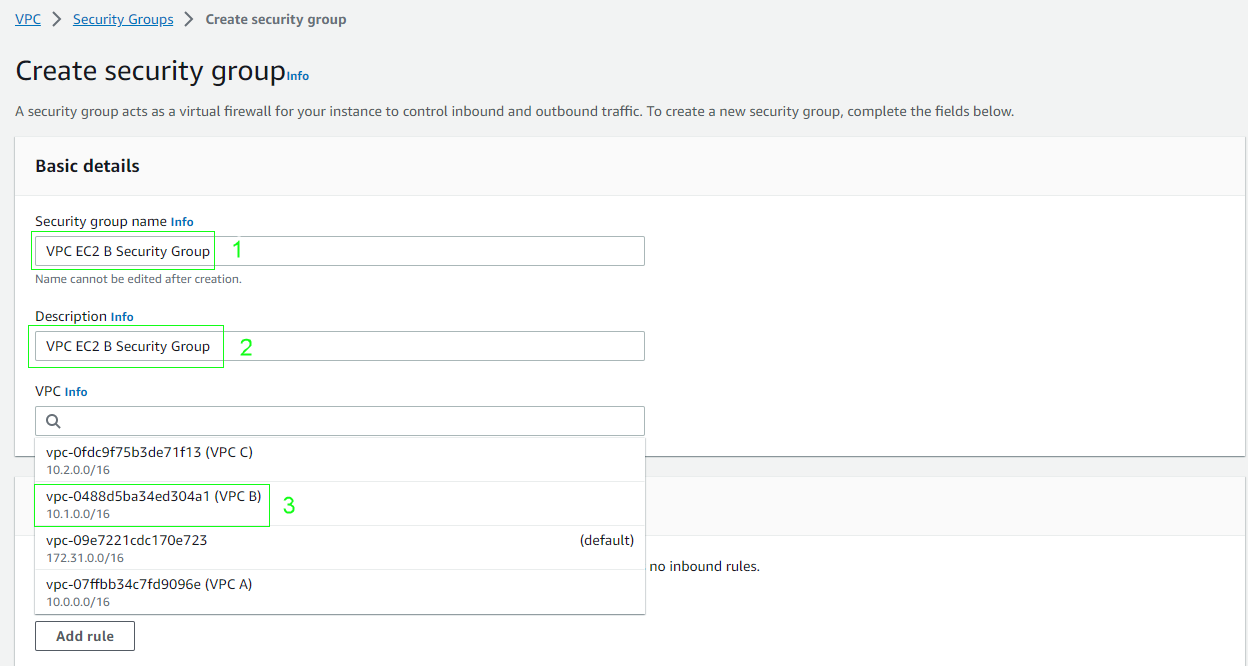 VPC > Security Groups > Create security group
Create security group Info
A security group acts as a virtual firewall for your instance to control inbound and outbound traffic. To create a new security group, complete the fields below.
Basic details
Security group name Info
VPC EC2 B Security Group 1
Name cannot be edited after creation.
Description Info
VPC EC2 B Security Group 2
VPC Info
vpc-0fdc9f75b3de71f13 (VPC C)
10.2.0.0/16
vpc-0488d5ba34ed304a1 (VPC B) 3
10.1.0.0/16
vpc-09e7221cdc170e723 (default)
172.31.0.0/16
no inbound rules.
vpc-07ffbb34c7fd9096e (VPC A)
10.0.0.0/16
Add rule